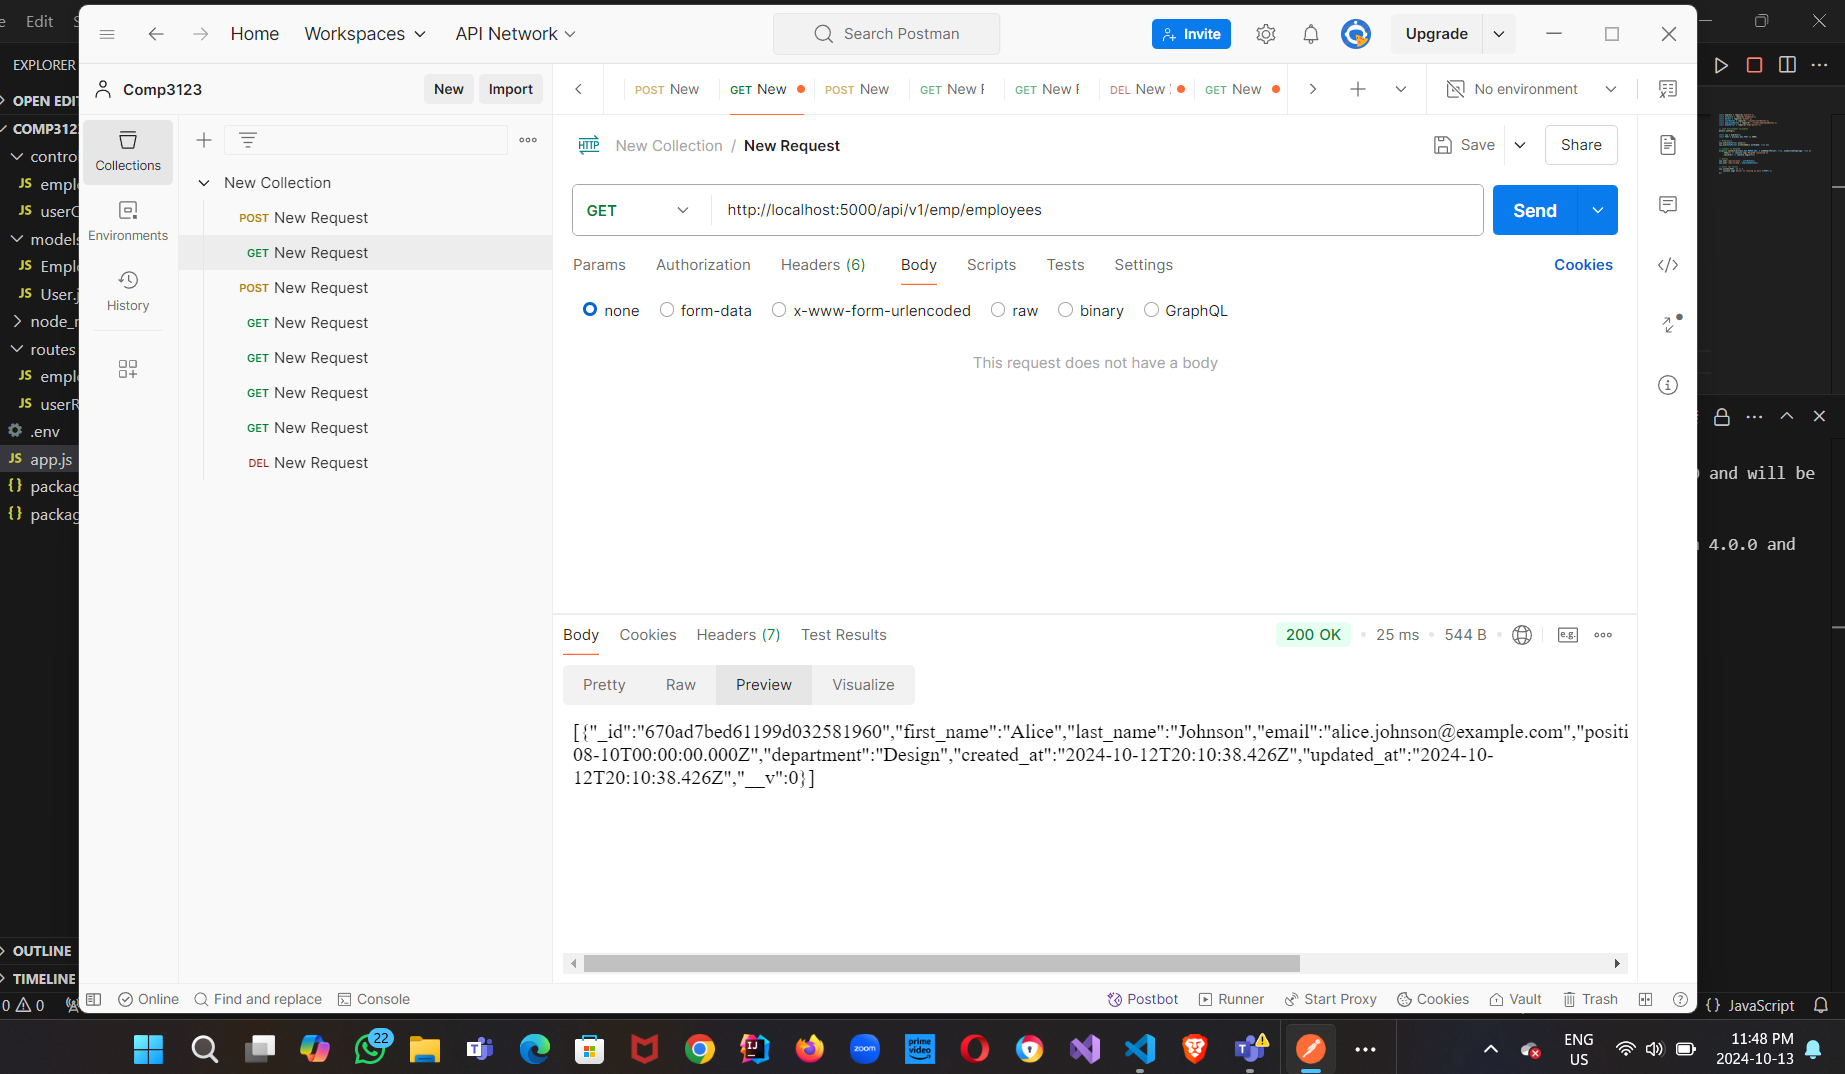 Edit
EXPLORER
OPEN EDI
COMP312
contro
JS empl
JS userC
models
JS Empl
JS User.j
node_r
routes
JS empl
JS userR
.env
JS app.js
{} packag
{} packag
OUTLINE
TIMELINE
0 0
Home Workspaces API Network
Search Postman
Invite
Upgrade
Comp3123
New Import
POST New
GET New
POST New
GET New
GET New
DEL New
GET New
No environment
Collections
Environments
History
New Collection
POST New Request
GET New Request
POST New Request
GET New Request
GET New Request
GET New Request
GET New Request
DEL New Request
HTTP New Collection / New Request
Save Share
GET http://localhost:5000/api/v1/emp/employees
Send
Params Authorization Headers (6) Body Scripts Tests Settings Cookies
none form-data x-www-form-urlencoded raw binary GraphQL
This request does not have a body
Body Cookies Headers (7) Test Results
200 OK • 25 ms • 544 B • e.g.
Pretty Raw Preview Visualize
[{"_id":"670ad7bed61199d032581960","first_name":"Alice","last_name":"Johnson","email":"alice.johnson@example.com","positi
08-10T00:00:00.000Z","department":"Design","created_at":"2024-10-12T20:10:38.426Z","updated_at":"2024-10-
12T20:10:38.426Z","__v":0}]
and will be
4.0.0 and
Online Find and replace Console
Postbot Runner Start Proxy Cookies Vault Trash
{} JavaScript
22
zoom
prime video
ENG
US
11:48 PM
2024-10-13